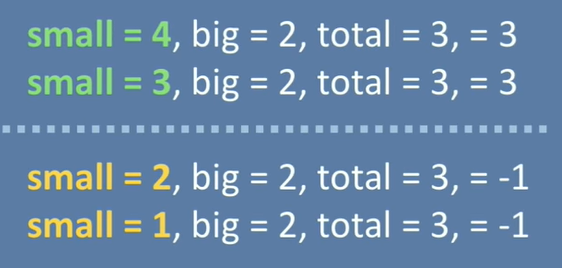 small = 4, big = 2, total = 3, = 3
small = 3, big = 2, total = 3, = 3
small = 2, big = 2, total = 3, = -1
small = 1, big = 2, total = 3, = -1